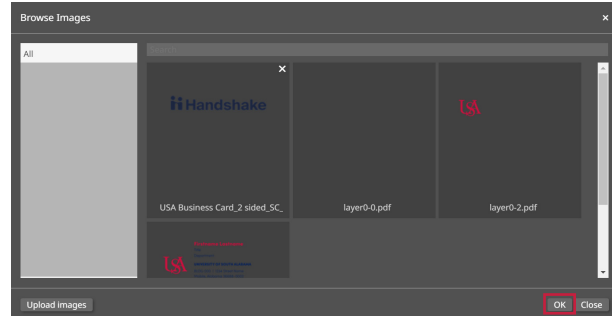 Browse Images
×
All
Search
×
Handshake
USA Business Card_2 sided_SC_
layer0-0.pdf
USA
layer0-2.pdf
USA
Upload images
OK
Close